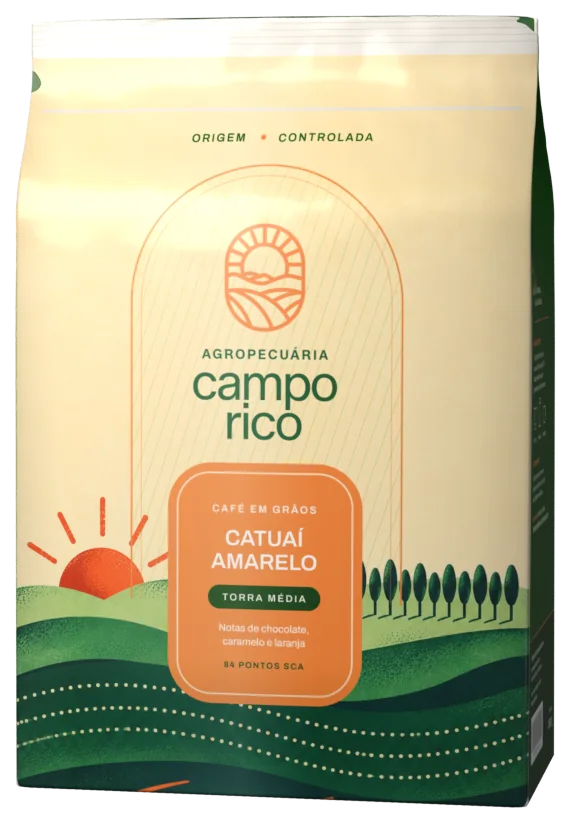 ORIGEM • CONTROLADA
AGROPECUÁRIA
campo
rico
CAFÉ EM GRÃOS
CATUAÍ
AMARELO
TORRA MÉDIA
Notas de chocolate,
caramelo e laranja
84 PONTOS SCA